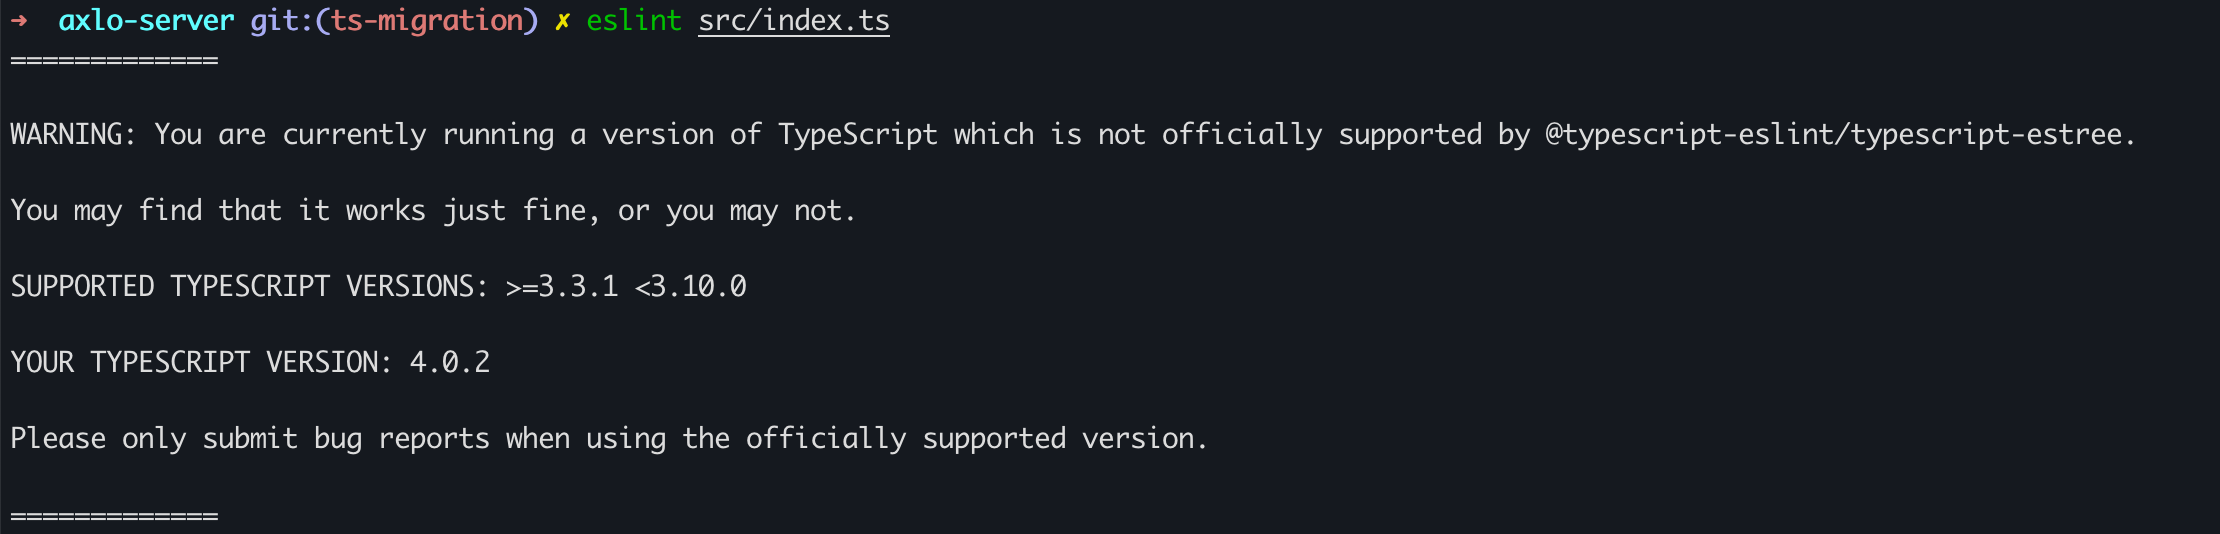 ➜  axlo-server git:(ts-migration) ✗ eslint src/index.ts
=============
WARNING: You are currently running a version of TypeScript which is not officially supported by @typescript-eslint/typescript-estree.
You may find that it works just fine, or you may not.
SUPPORTED TYPESCRIPT VERSIONS: >=3.3.1 <3.10.0
YOUR TYPESCRIPT VERSION: 4.0.2
Please only submit bug reports when using the officially supported version.
=============